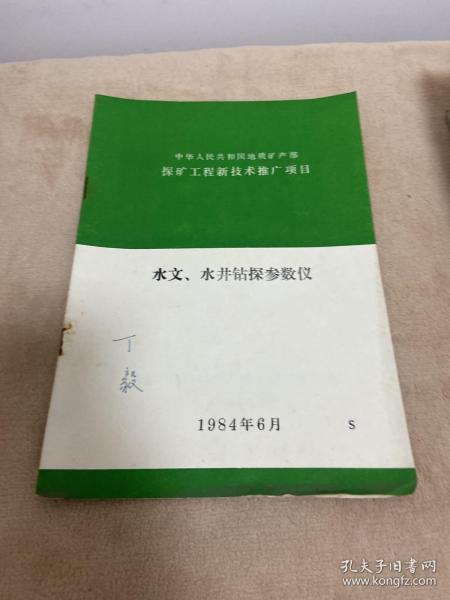 中华人民共和国地质矿产部
探矿工程新技术推广项目
水文、水井钻探参数仪
丁
毅
1984年6月 s
孔夫子旧书网
www.kongfz.com